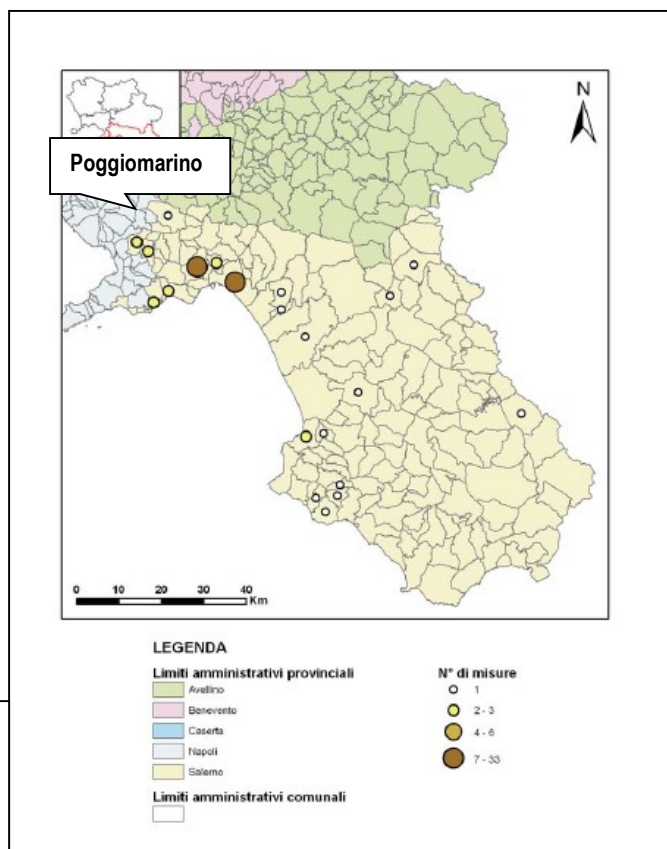 N
Poggiomarino
0 10 20 30 40
Km
LEGENDA
Limiti amministrativi provinciali
Avellino
Benevento
Caserta
Napoli
Salerno
Limiti amministrativi comunali
N° di misure
1
2 - 3
4 - 6
7 - 33